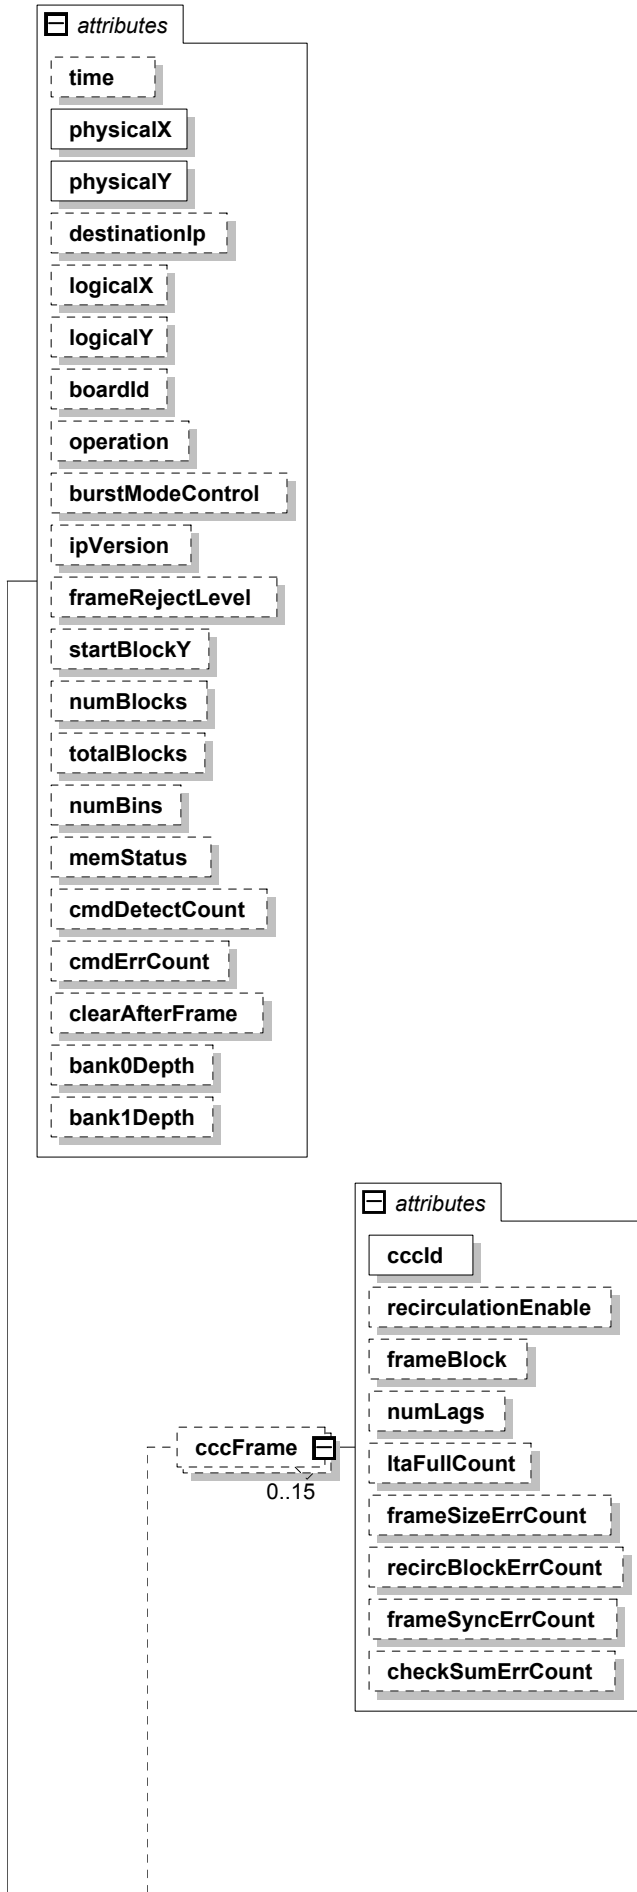 attributes
time
physicalX
physicalY
destinationIp
logicalX
logicalY
boardId
operation
burstModeControl
ipVersion
frameRejectLevel
startBlockY
numBlocks
totalBlocks
numBins
memStatus
cmdDetectCount
cmdErrCount
clearAfterFrame
bank0Depth
bank1Depth
attributes
cccId
recirculationEnable
frameBlock
numLags
cccFrame
0..15
ltaFullCount
frameSizeErrCount
recircBlockErrCount
frameSyncErrCount
checkSumErrCount